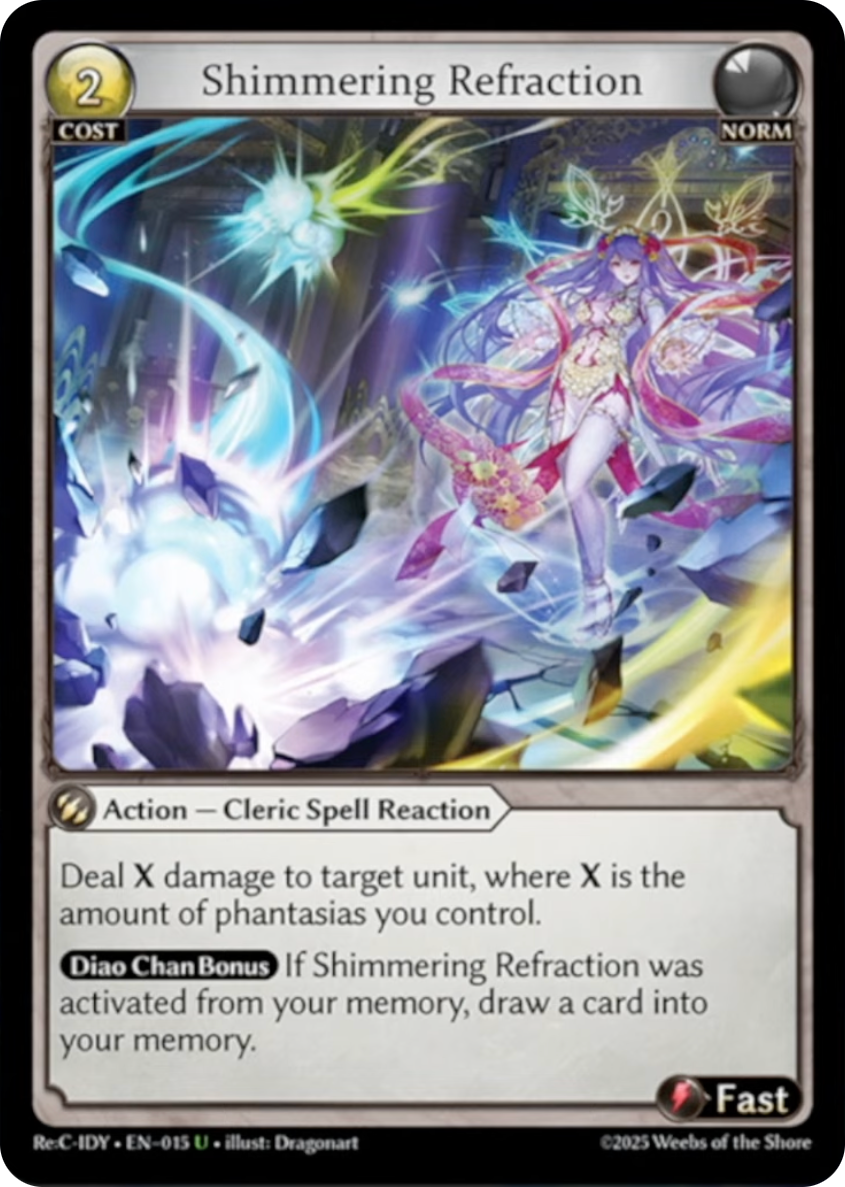 2
Shimmering Refraction
COST
NORM
Action — Cleric Spell Reaction
Deal X damage to target unit, where X is the
amount of phantasias you control.
Diao Chan Bonus If Shimmering Refraction was
activated from your memory, draw a card into
your memory.
Fast
Re:C-IDY • EN-015 U • illust: Dragonart
©2025 Weebs of the Shore